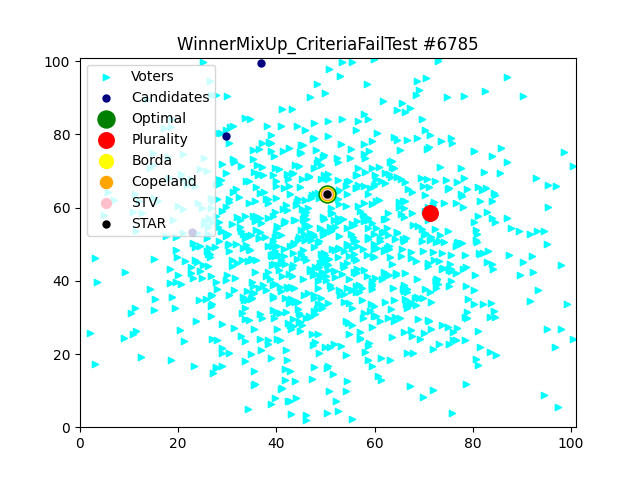 WinnerMixUp_CriteriaFailTest #6785
100
80
60
40
20
0
Voters
Candidates
Optimal
Plurality
Borda
Copeland
STV
STAR
0 20 40 60 80 100